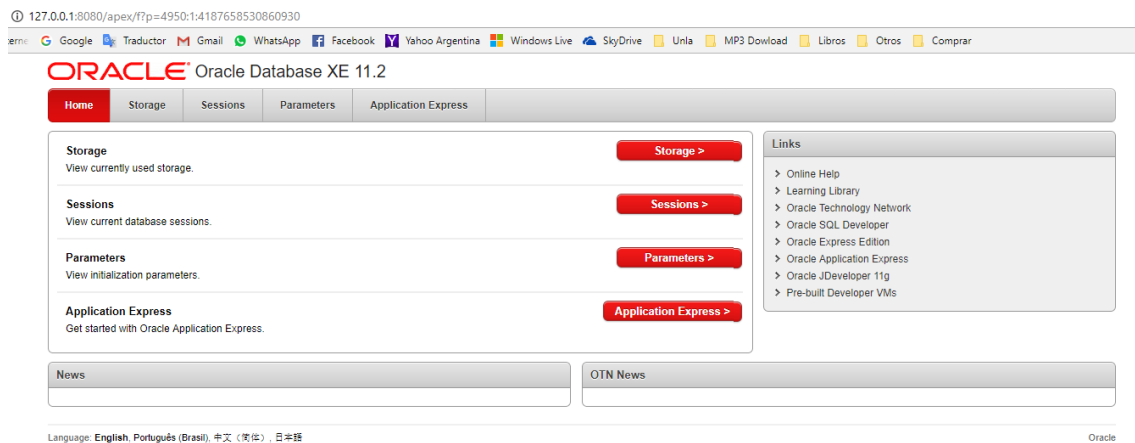 127.0.0.1:8080/apex/f?p=4950:1:4187658530860930
Google Traductor Gmail WhatsApp Facebook Yahoo Argentina Windows Live SkyDrive Unla MP3 Dowload Libros Otros Comprar
ORACLE Oracle Database XE 11.2
Home Storage Sessions Parameters Application Express
Storage
View currently used storage.
Storage >
Sessions
View current database sessions.
Sessions >
Parameters
View initialization parameters.
Parameters >
Application Express
Get started with Oracle Application Express.
Application Express >
Links
> Online Help
> Learning Library
> Oracle Technology Network
> Oracle SQL Developer
> Oracle Express Edition
> Oracle Application Express
> Oracle JDeveloper 11g
> Pre-built Developer VMs
News
OTN News
Language: English, Português (Brasil), 中文 (简体) , 日本語
Oracle